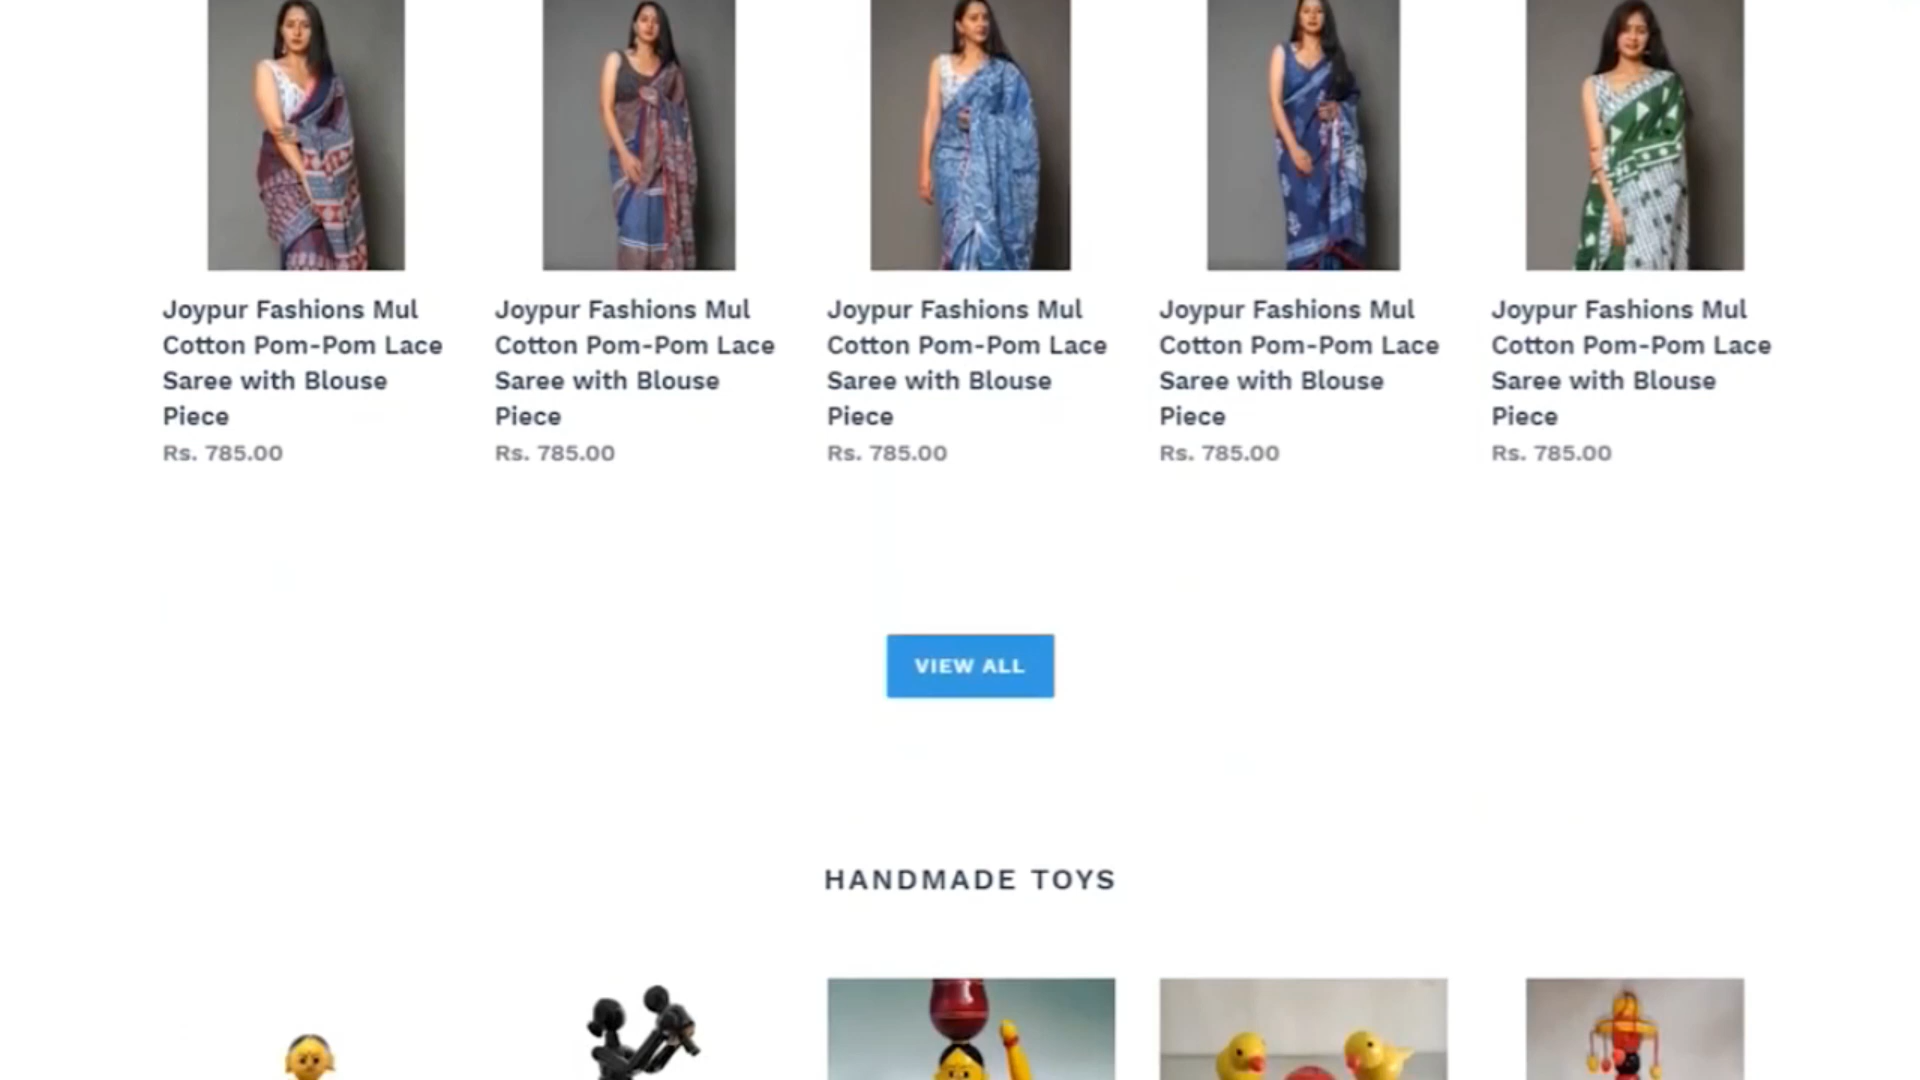 Joypur Fashions Mul
Cotton Pom-Pom Lace
Saree with Blouse
Piece
Rs. 785.00
Joypur Fashions Mul
Cotton Pom-Pom Lace
Saree with Blouse
Piece
Rs. 785.00
Joypur Fashions Mul
Cotton Pom-Pom Lace
Saree with Blouse
Piece
Rs. 785.00
Joypur Fashions Mul
Cotton Pom-Pom Lace
Saree with Blouse
Piece
Rs. 785.00
Joypur Fashions Mul
Cotton Pom-Pom Lace
Saree with Blouse
Piece
Rs. 785.00
VIEW ALL
HANDMADE TOYS